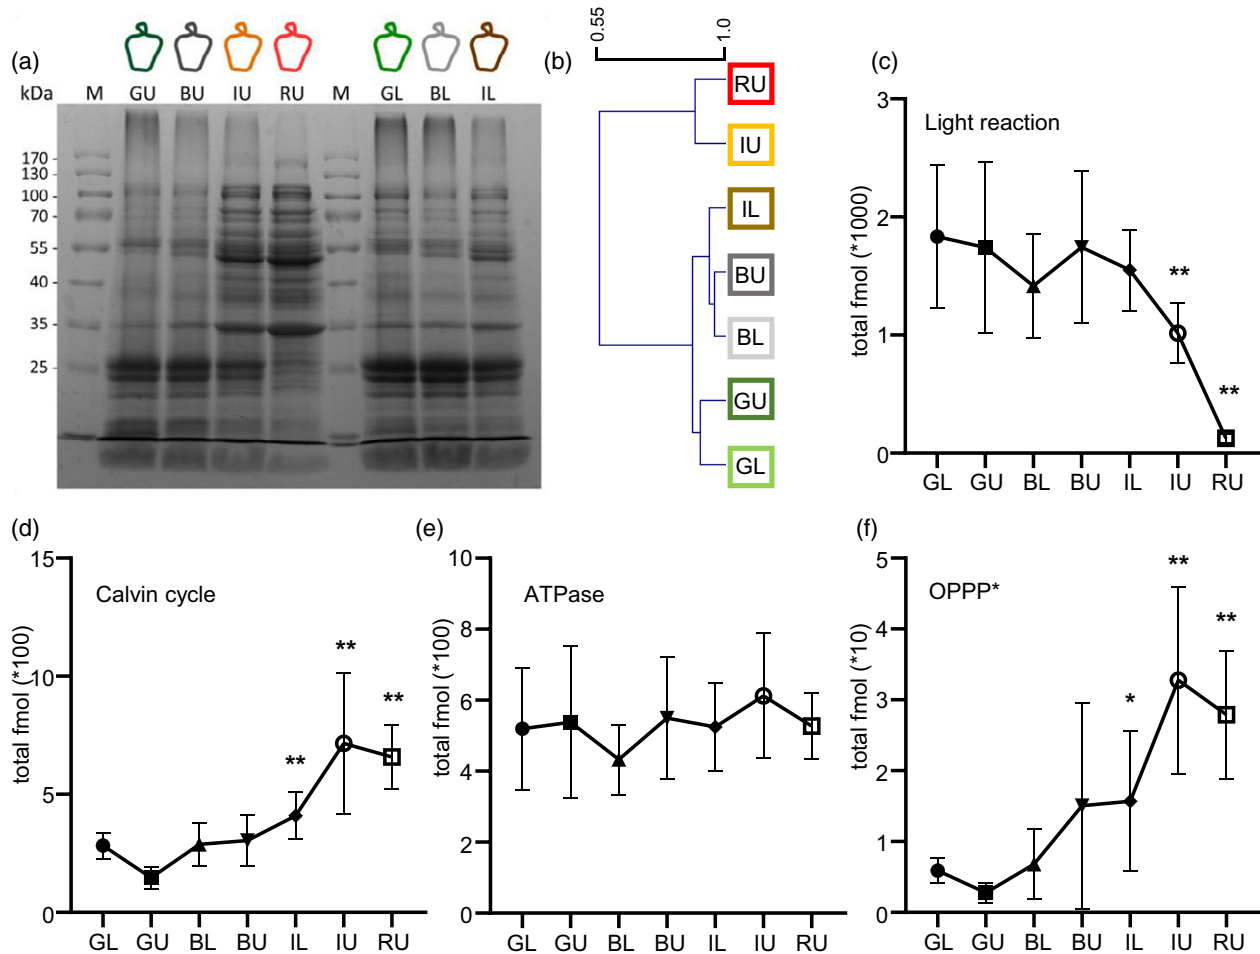 (a)
kDa M GU BU IU RU M GL BL IL
170
130
100
70
55
40
35
25
(b)
0.55 1.0
RU
IU
IL
BU
BL
GU
GL
(c)
Light reaction
total fmol (*1000)
3
2
1
0
**
**
GL GU BL BU IL IU RU
(d)
Calvin cycle
total fmol (*100)
15
10
5
0
**
**
**
GL GU BL BU IL IU RU
(e)
ATPase
total fmol (*100)
10
8
6
4
2
0
GL GU BL BU IL IU RU
(f)
OPPP*
total fmol (*10)
5
4
3
2
1
0
*
**
**
GL GU BL BU IL IU RU